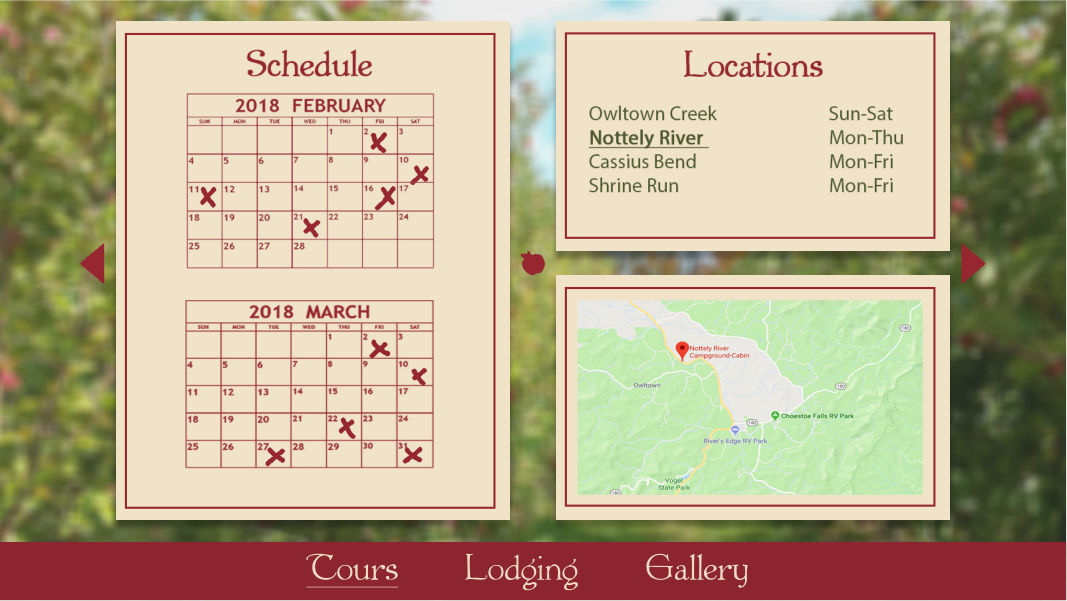 Schedule
2018 FEBRUARY
SUN MON TUE WED THU FRI SAT
1 2 3
4 5 6 7 8 9 10
11 12 13 14 15 16 17
18 19 20 21 22 23 24
25 26 27 28
2018 MARCH
SUN MON TUE WED THU FRI SAT
1 2 3
4 5 6 7 8 9 10
11 12 13 14 15 16 17
18 19 20 21 22 23 24
25 26 27 28 29 30 31
Locations
Owltown Creek Sun-Sat
Nottely River Mon-Thu
Cassius Bend Mon-Fri
Shrine Run Mon-Fri
180
Nottely River
Campground-Cabin
Owltown
180
Choestoe Falls RV Park
180
River's Edge RV Park
Vogel
State Park
180
Tours Lodging Gallery